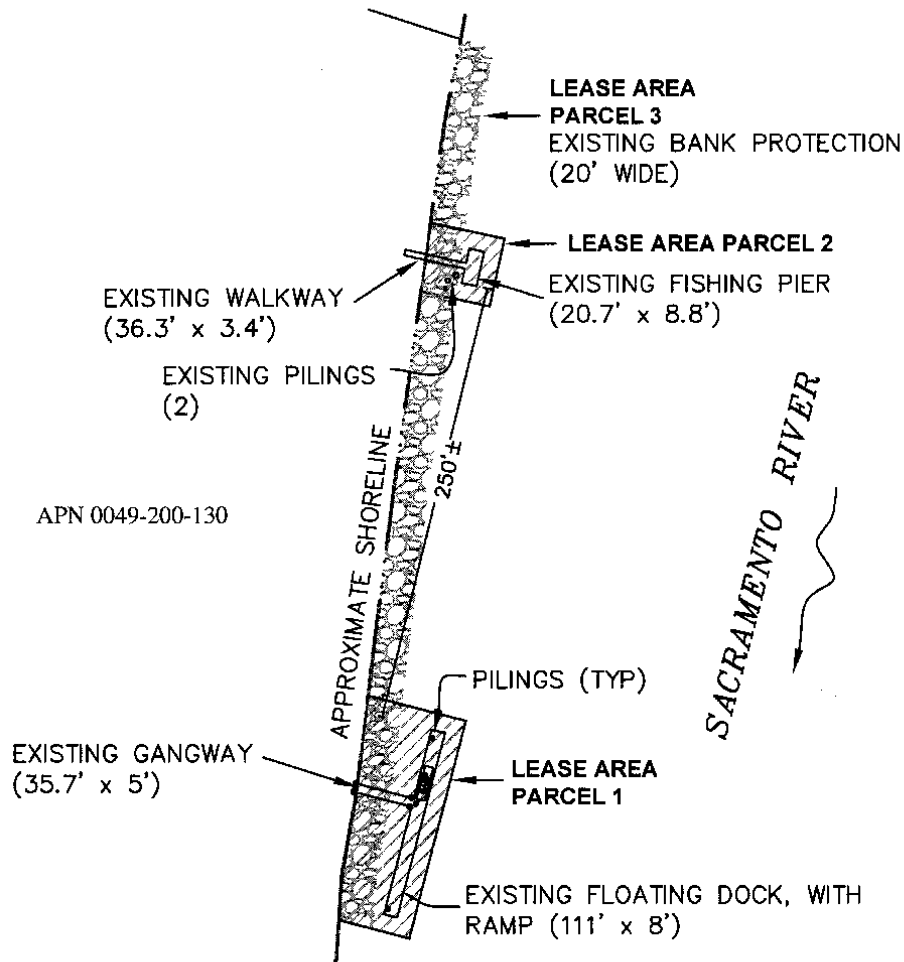 LEASE AREA
PARCEL 3
EXISTING BANK PROTECTION
(20' WIDE)
LEASE AREA PARCEL 2
EXISTING WALKWAY
(36.3' x 3.4')
EXISTING FISHING PIER
(20.7' x 8.8')
EXISTING PILINGS
(2)
250'±
APPROXIMATE SHORELINE
SACRAMENTO RIVER
APN 0049-200-130
PILINGS (TYP)
EXISTING GANGWAY
(35.7' x 5')
LEASE AREA
PARCEL 1
EXISTING FLOATING DOCK, WITH
RAMP (111' x 8')